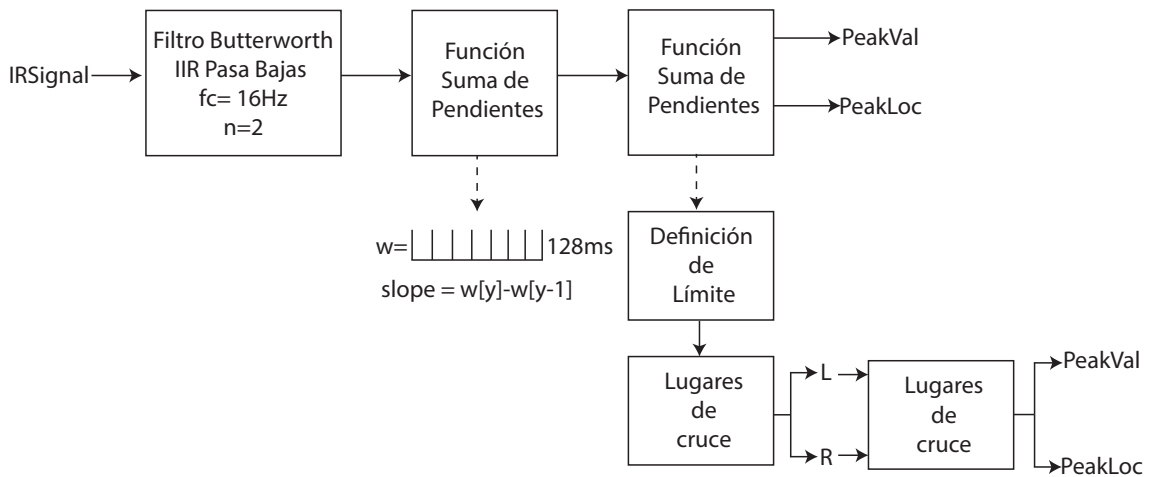 IRSignal
Filtro Butterworth
IIR Pasa Bajas
fc= 16Hz
n=2
Función
Suma de
Pendientes
Función
Suma de
Pendientes
PeakVal
PeakLoc
w=
128ms
slope = w[y]-w[y-1]
Definición
de
Límite
Lugares
de
cruce
L
R
Lugares
de
cruce
PeakVal
PeakLoc